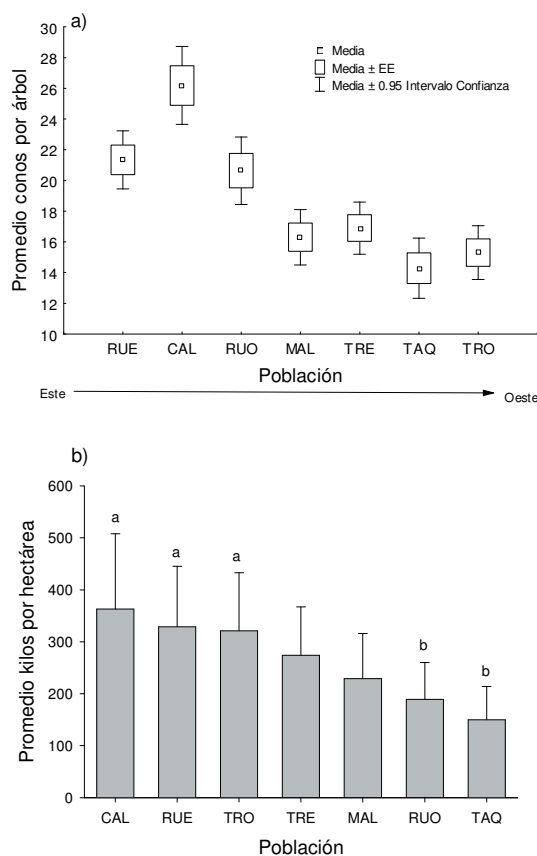 a)
Promedio conos por árbol
30
28
26
24
22
20
18
16
14
12
10
Media
Media ± EE
Media ± 0.95 Intervalo Confianza
RUE CAL RUO MAL TRE TAQ TRO
Población
Este Oeste
b)
Promedio kilos por hectárea
600
500
400
300
200
100
0
a a a b b
CAL RUE TRO TRE MAL RUO TAQ
Población